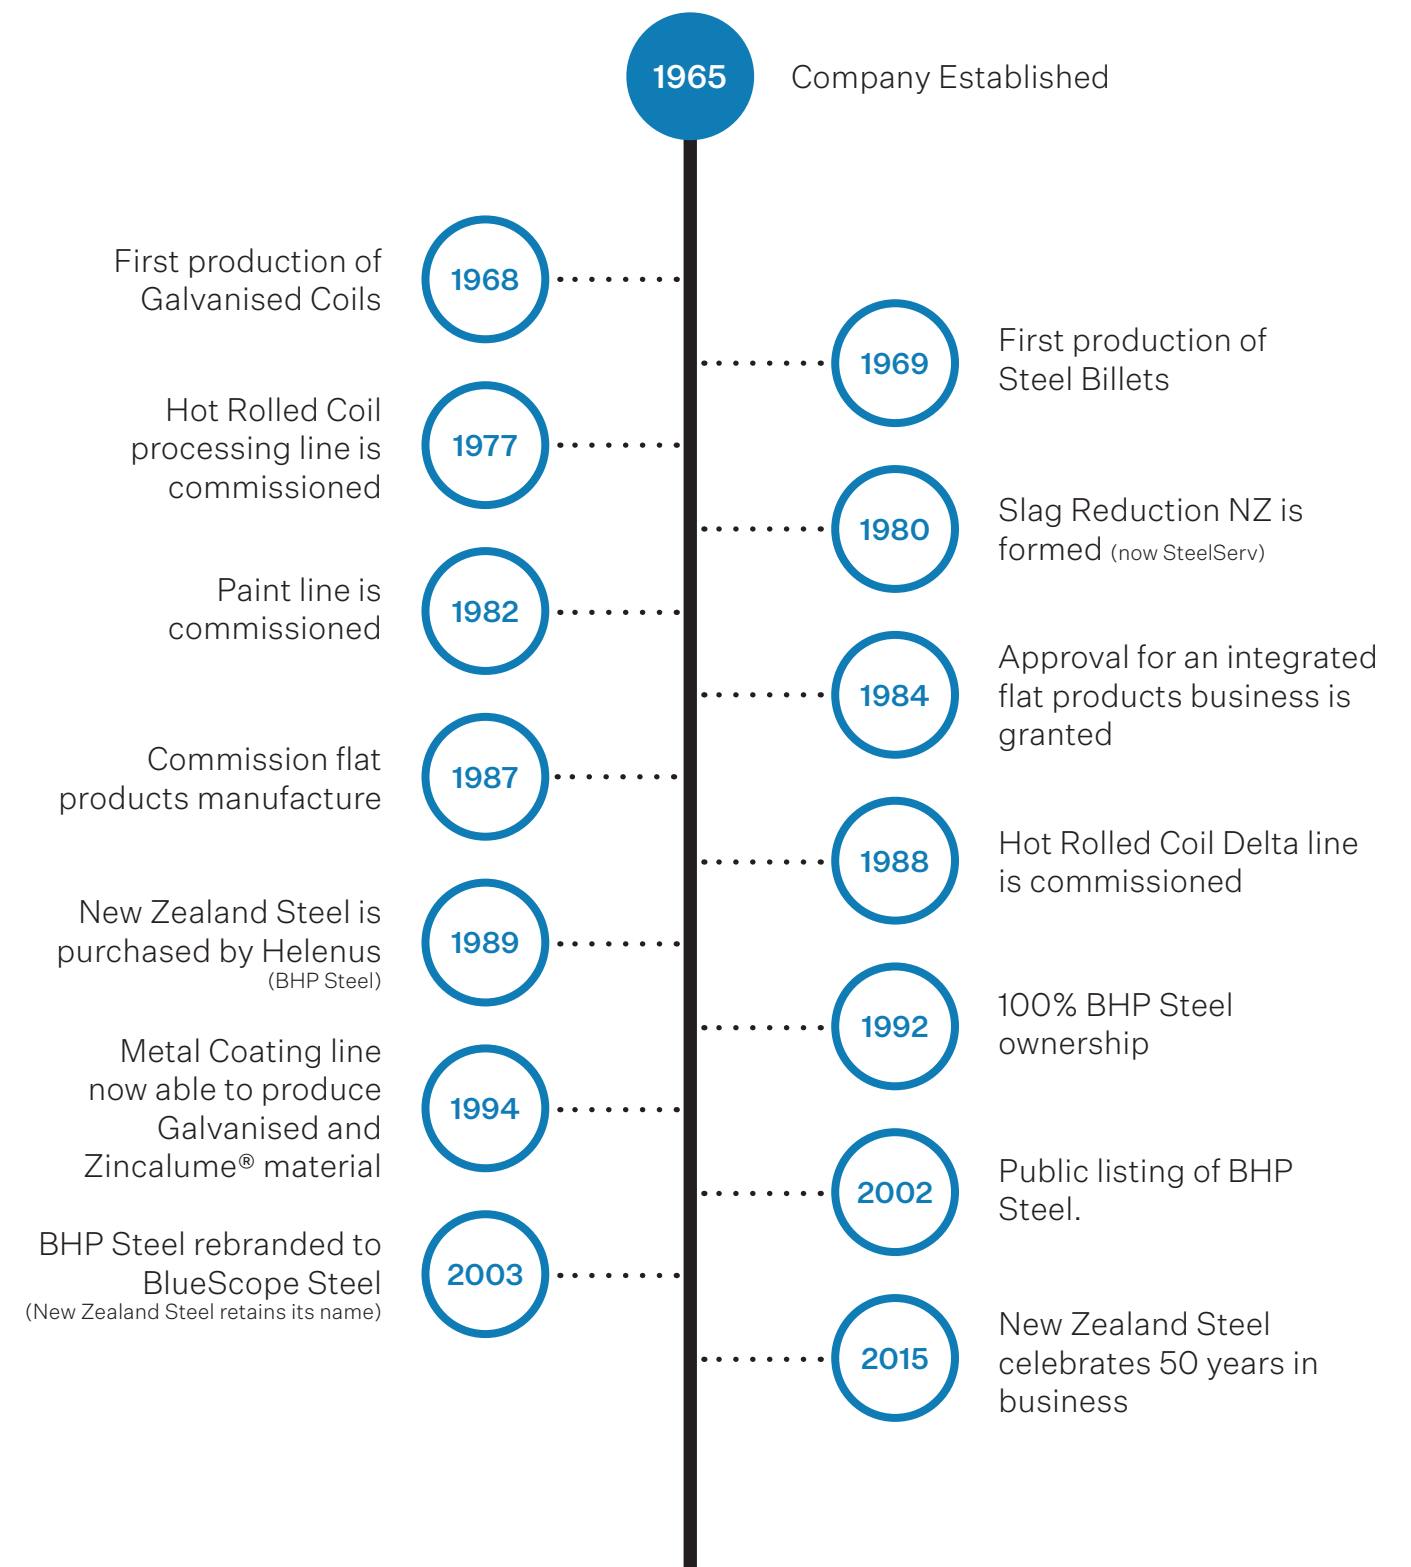 1965
Company Established
First production of
Galvanised Coils
1968
1969
First production of
Steel Billets
Hot Rolled Coil
processing line is
commissioned
1977
1980
Slag Reduction NZ is
formed (now SteelServ)
Paint line is
commissioned
1982
1984
Approval for an integrated
flat products business is
granted
Commission flat
products manufacture
1987
1988
Hot Rolled Coil Delta line
is commissioned
New Zealand Steel is
purchased by Helenus
(BHP Steel)
1989
1992
100% BHP Steel
ownership
Metal Coating line
now able to produce
Galvanised and
Zincalume® material
1994
2002
Public listing of BHP
Steel.
BHP Steel rebranded to
BlueScope Steel
(New Zealand Steel retains its name)
2003
2015
New Zealand Steel
celebrates 50 years in
business